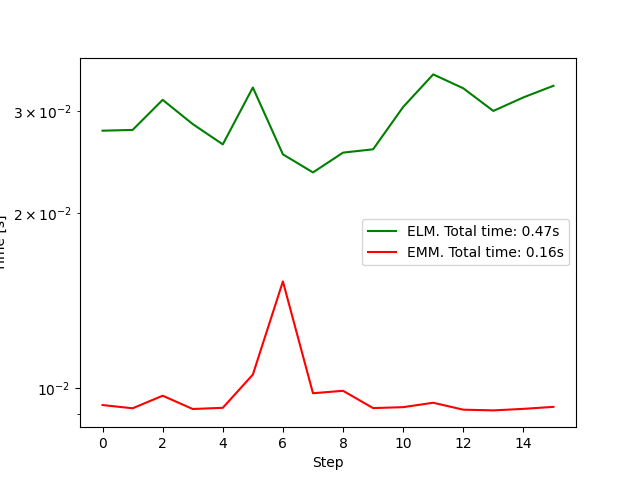 3 × 10⁻²
2 × 10⁻²
10⁻²
Time [s]
ELM. Total time: 0.47s
EMM. Total time: 0.16s
0 2 4 6 8 10 12 14
Step